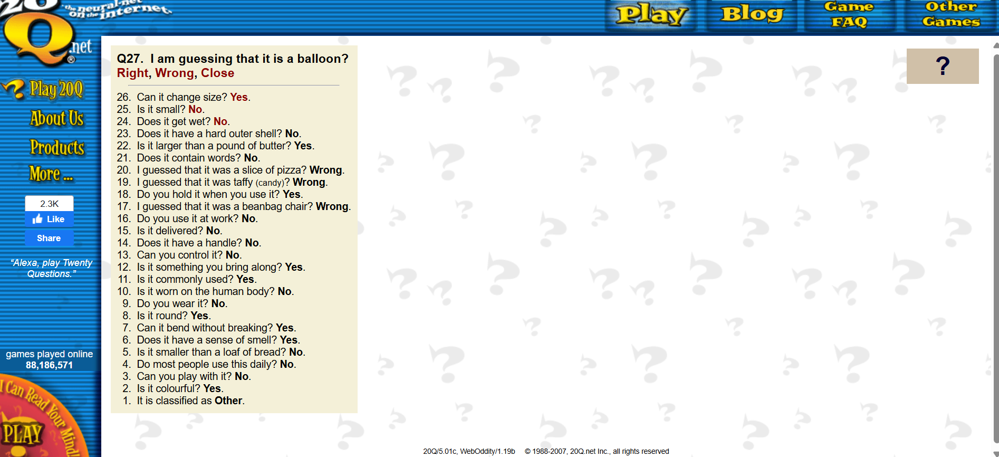 20
the neural-net
on the internet.
Q
.net
®
Play
Blog
Game
FAQ
Other
Games
Play 20Q
About Us
Products
More ...
2.3K
Like
Share
“Alexa, play Twenty
Questions.”
games played online
88,186,571
I Can Read Your Mind!
PLAY
Q27. I am guessing that it is a balloon?
Right, Wrong, Close
26. Can it change size? Yes.
25. Is it small? No.
24. Does it get wet? No.
23. Does it have a hard outer shell? No.
22. Is it larger than a pound of butter? Yes.
21. Does it contain words? No.
20. I guessed that it was a slice of pizza? Wrong.
19. I guessed that it was taffy (candy)? Wrong.
18. Do you hold it when you use it? Yes.
17. I guessed that it was a beanbag chair? Wrong.
16. Do you use it at work? No.
15. Is it delivered? No.
14. Does it have a handle? No.
13. Can you control it? No.
12. Is it something you bring along? Yes.
11. Is it commonly used? Yes.
10. Is it worn on the human body? No.
9. Do you wear it? No.
8. Is it round? Yes.
7. Can it bend without breaking? Yes.
6. Does it have a sense of smell? Yes.
5. Is it smaller than a loaf of bread? No.
4. Do most people use this daily? No.
3. Can you play with it? No.
2. Is it colourful? Yes.
1. It is classified as Other.
?
20Q/5.01c, WebOddity/1.19b © 1988-2007, 20Q.net Inc., all rights reserved